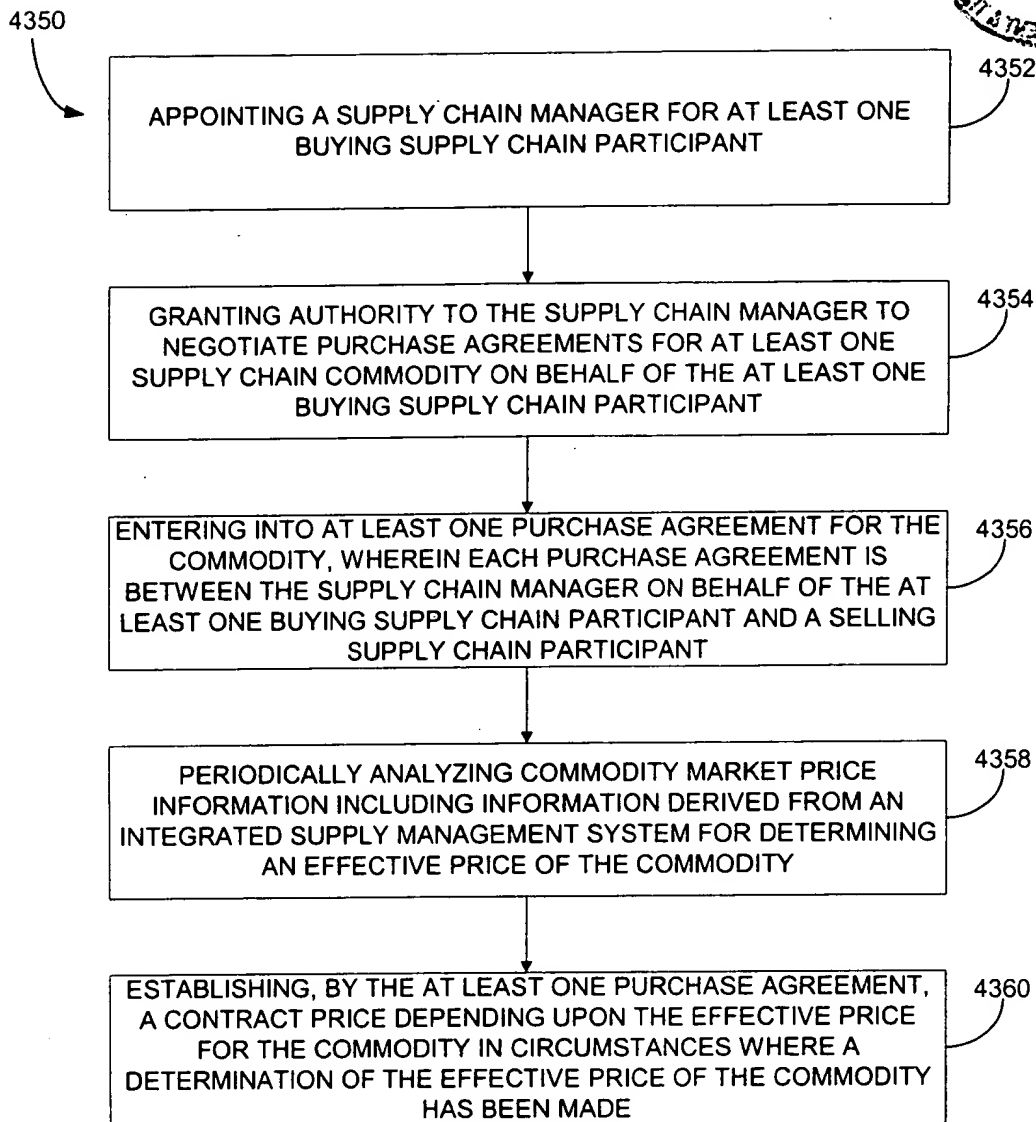 4350
4352
APPOINTING A SUPPLY CHAIN MANAGER FOR AT LEAST ONE
BUYING SUPPLY CHAIN PARTICIPANT
4354
GRANTING AUTHORITY TO THE SUPPLY CHAIN MANAGER TO
NEGOTIATE PURCHASE AGREEMENTS FOR AT LEAST ONE
SUPPLY CHAIN COMMODITY ON BEHALF OF THE AT LEAST ONE
BUYING SUPPLY CHAIN PARTICIPANT
4356
ENTERING INTO AT LEAST ONE PURCHASE AGREEMENT FOR THE
COMMODITY, WHEREIN EACH PURCHASE AGREEMENT IS
BETWEEN THE SUPPLY CHAIN MANAGER ON BEHALF OF THE AT
LEAST ONE BUYING SUPPLY CHAIN PARTICIPANT AND A SELLING
SUPPLY CHAIN PARTICIPANT
4358
PERIODICALLY ANALYZING COMMODITY MARKET PRICE
INFORMATION INCLUDING INFORMATION DERIVED FROM AN
INTEGRATED SUPPLY MANAGEMENT SYSTEM FOR DETERMINING
AN EFFECTIVE PRICE OF THE COMMODITY
4360
ESTABLISHING, BY THE AT LEAST ONE PURCHASE AGREEMENT,
A CONTRACT PRICE DEPENDING UPON THE EFFECTIVE PRICE
FOR THE COMMODITY IN CIRCUMSTANCES WHERE A
DETERMINATION OF THE EFFECTIVE PRICE OF THE COMMODITY
HAS BEEN MADE